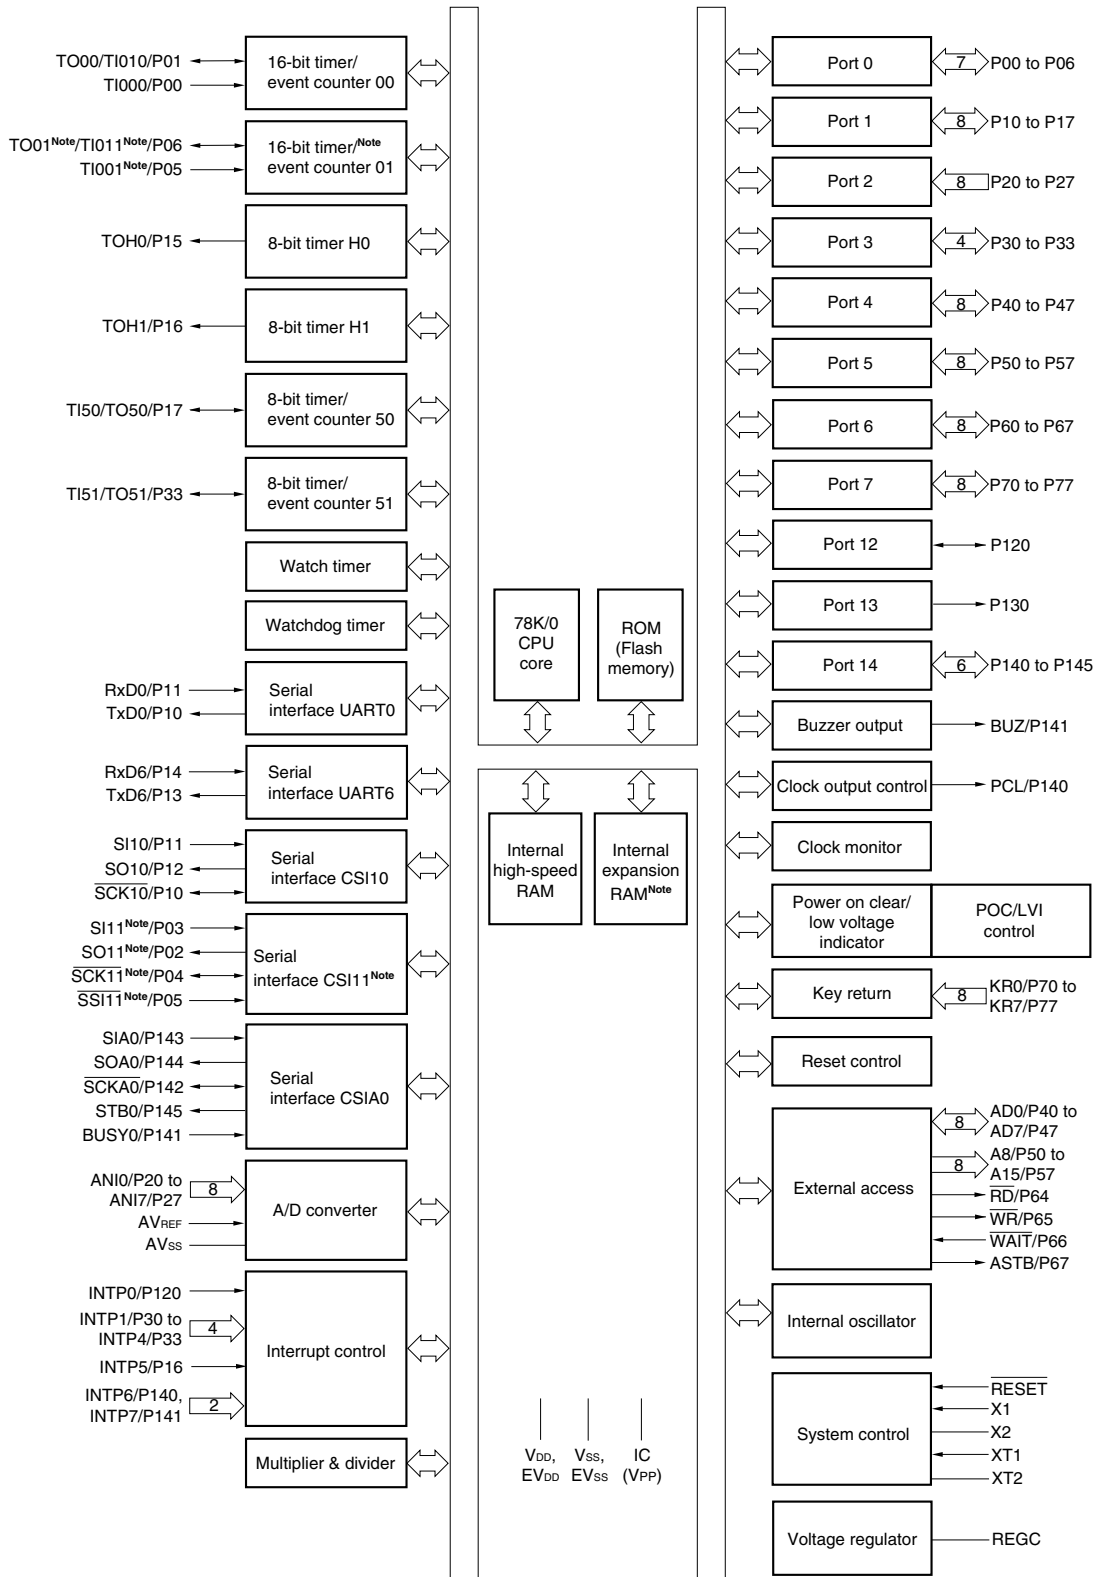 TO00/TI010/P01
TI000/P00
16-bit timer/
event counter 00
TO01Note/TI011Note/P06
TI001Note/P05
16-bit timer/Note
event counter 01
TOH0/P15
8-bit timer H0
TOH1/P16
8-bit timer H1
TI50/TO50/P17
8-bit timer/
event counter 50
TI51/TO51/P33
8-bit timer/
event counter 51
Watch timer
Watchdog timer
RxD0/P11
TxD0/P10
Serial
interface UART0
RxD6/P14
TxD6/P13
Serial
interface UART6
SI10/P11
SO10/P12
SCK10/P10
Serial
interface CSI10
SI11Note/P03
SO11Note/P02
SCK11Note/P04
SSI11Note/P05
Serial
interface CSI11Note
SIA0/P143
SOA0/P144
SCKA0/P142
STB0/P145
BUSY0/P141
Serial
interface CSIA0
ANI0/P20 to
ANI7/P27
8
AVREF
AVSS
A/D converter
INTP0/P120
INTP1/P30 to
INTP4/P33
4
INTP5/P16
INTP6/P140,
INTP7/P141
2
Interrupt control
Multiplier & divider
78K/0
CPU
core
ROM
(Flash
memory)
Internal
high-speed
RAM
Internal
expansion
RAMNote
VDD,
EVDD
VSS,
EVSS
IC
(VPP)
Port 0
7
P00 to P06
Port 1
8
P10 to P17
Port 2
8
P20 to P27
Port 3
4
P30 to P33
Port 4
8
P40 to P47
Port 5
8
P50 to P57
Port 6
8
P60 to P67
Port 7
8
P70 to P77
Port 12
P120
Port 13
P130
Port 14
6
P140 to P145
Buzzer output
BUZ/P141
Clock output control
PCL/P140
Clock monitor
Power on clear/
low voltage
indicator
POC/LVI
control
Key return
8
KR0/P70 to
KR7/P77
Reset control
External access
8
AD0/P40 to
AD7/P47
8
A8/P50 to
A15/P57
RD/P64
WR/P65
WAIT/P66
ASTB/P67
Internal oscillator
System control
RESET
X1
X2
XT1
XT2
Voltage regulator
REGC